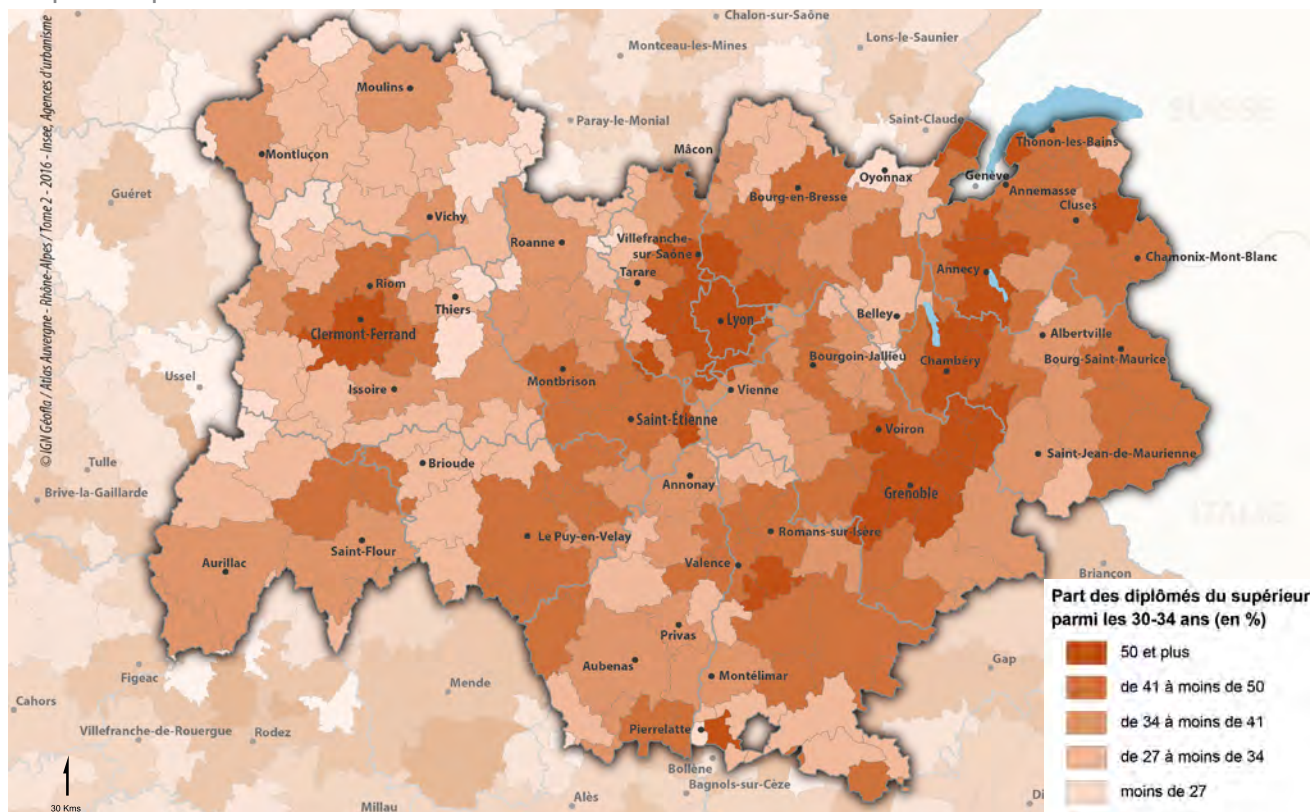 © IGN Géofla / Atlas Auvergne - Rhône-Alpes / Tome 2 - 2016 - Insee, Agences d'urbanisme
Chalon-sur-Saône
Lons-le-Saunier
Montceau-les-Mines
Moulins
SUISSE
Paray-le-Monial
Saint-Claude
Thonon-les-Bains
Mâcon
Montluçon
Oyonnax
Genève
Guéret
Bourg-en-Bresse
Annemasse
Cluses
Vichy
Roanne
Villefranche-
sur-Saône
Chamonix-Mont-Blanc
Annecy
Tarare
Riom
Thiers
Clermont-Ferrand
Lyon
Belley
Albertville
Bourg-Saint-Maurice
Bourgoin-Jallieu
Chambéry
Ussel
Montbrison
Issoire
Vienne
Saint-Étienne
Voiron
Saint-Jean-de-Maurienne
Brioude
Tulle
Annonay
Grenoble
Brive-la-Gaillarde
ITALIE
Le Puy-en-Velay
Romans-sur-Isère
Saint-Flour
Aurillac
Valence
Briançon
Privas
Aubenas
Montélimar
Gap
Figeac
Mende
Cahors
Pierrelatte
Villefranche-de-Rouergue
Rodez
Bollène
Bagnols-sur-Cèze
Alès
Millau
30 Kms
Part des diplômés du supérieur
parmi les 30-34 ans (en %)
50 et plus
de 41 à moins de 50
de 34 à moins de 41
de 27 à moins de 34
moins de 27